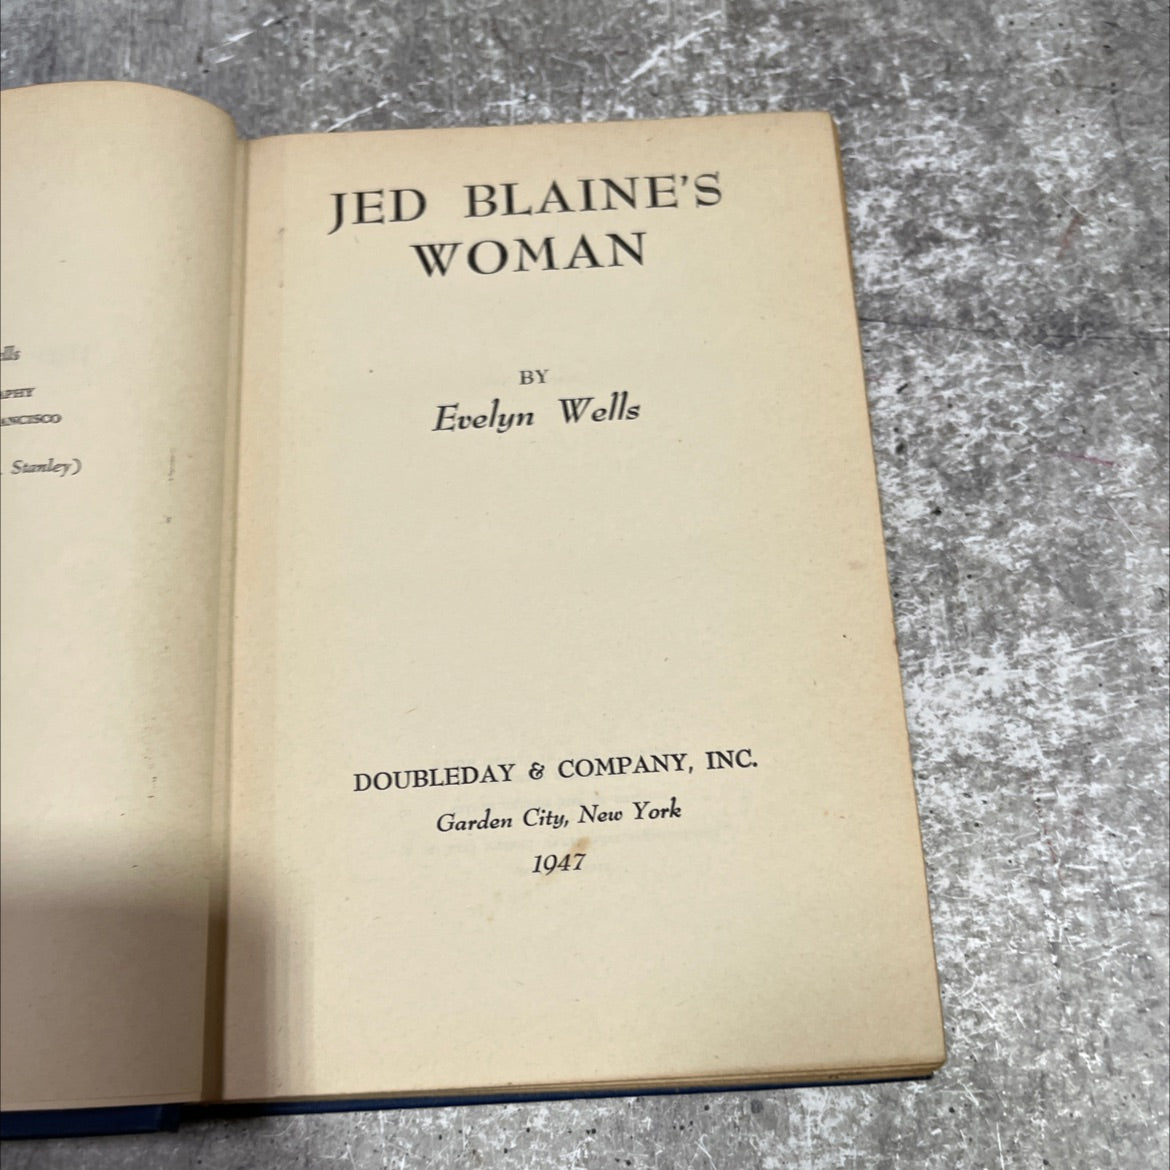 Stanley)
JED BLAINE'S
WOMAN
BY
Evelyn Wells
DOUBLEDAY & COMPANY, INC.
Garden City, New York
1947